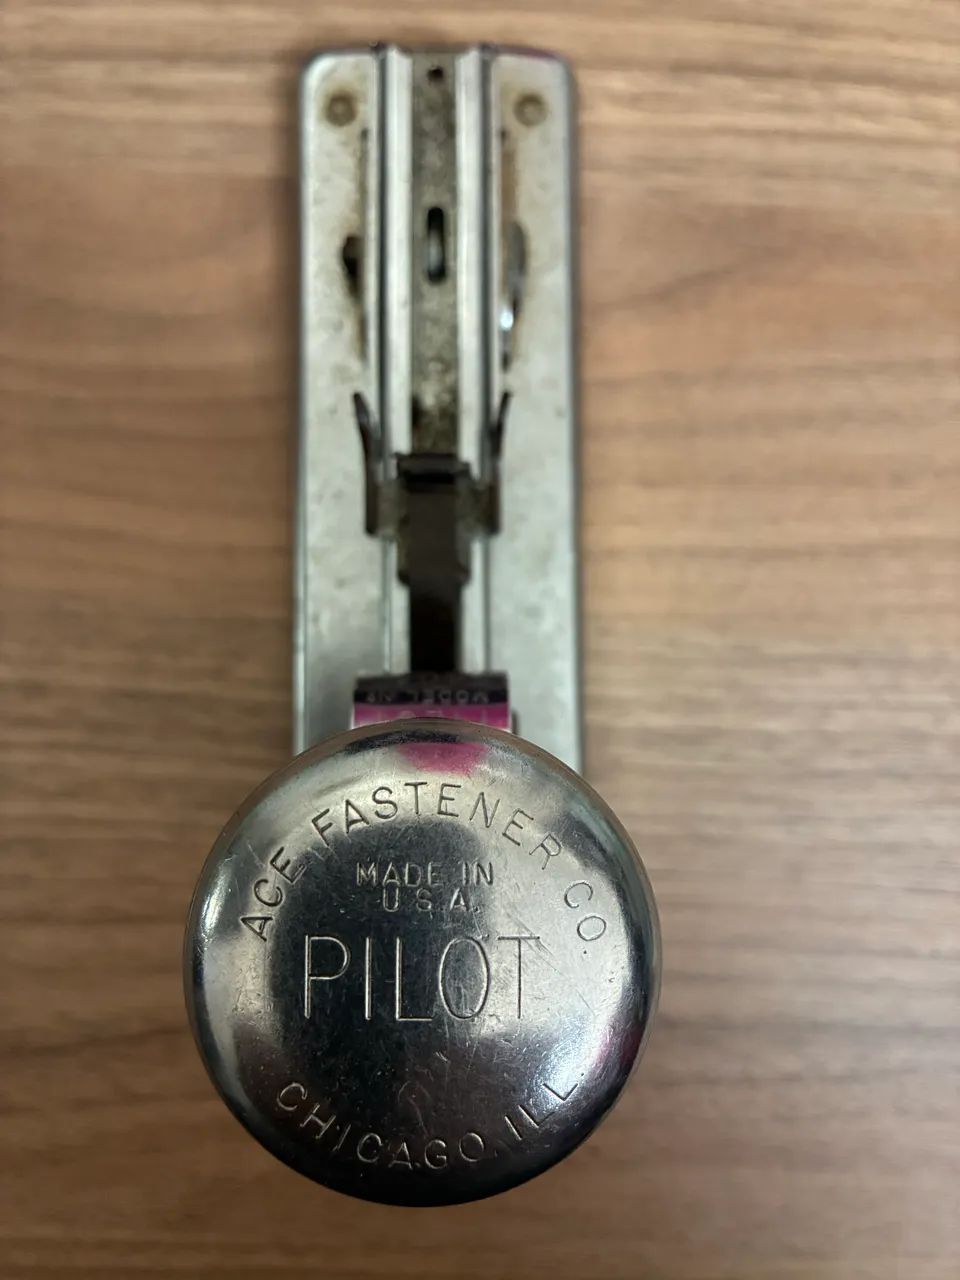 ACE FASTENER CO.
MADE IN
U.S.A.
PILOT
CHICAGO, ILL.